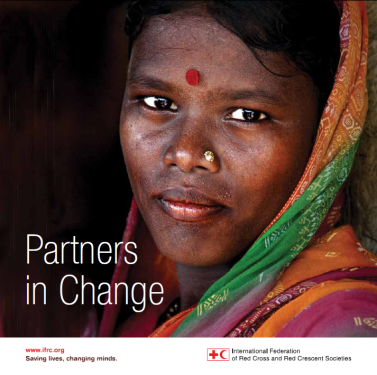 Partners
in Change
www.ifrc.org
Saving lives, changing minds.
International Federation
of Red Cross and Red Crescent Societies